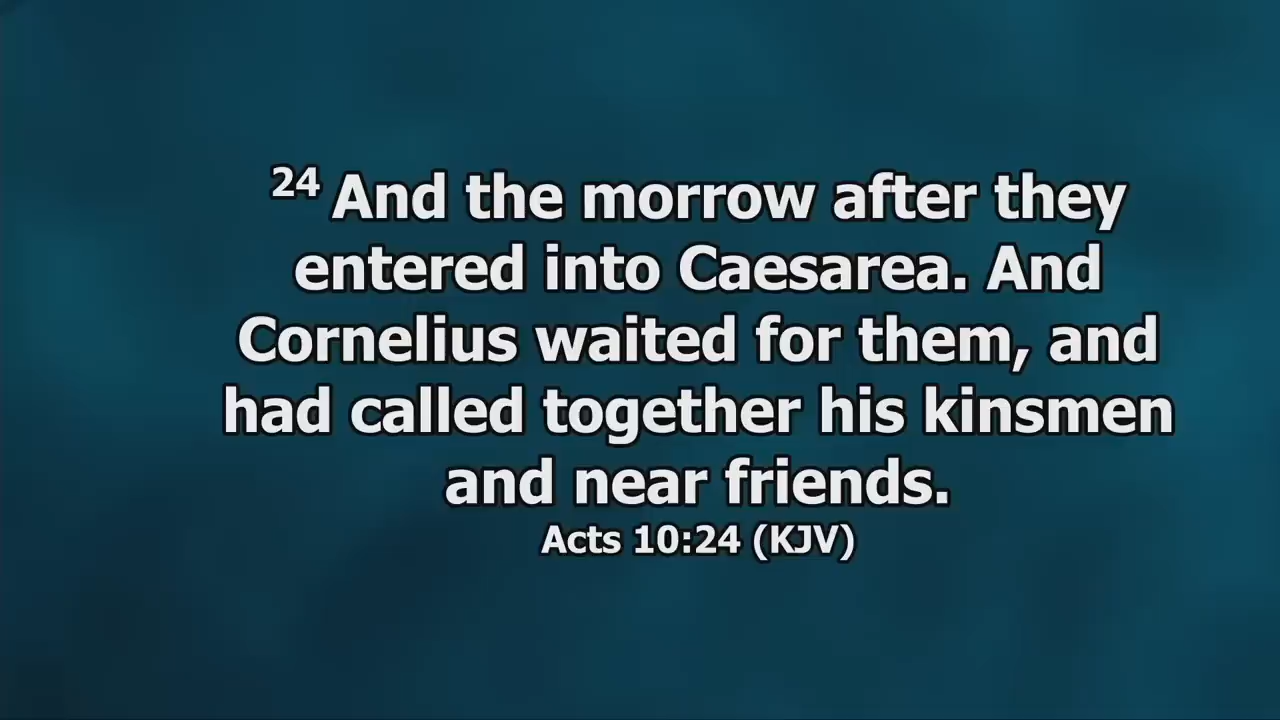 24 And the morrow after they
entered into Caesarea. And
Cornelius waited for them, and
had called together his kinsmen
and near friends.
Acts 10:24 (KJV)